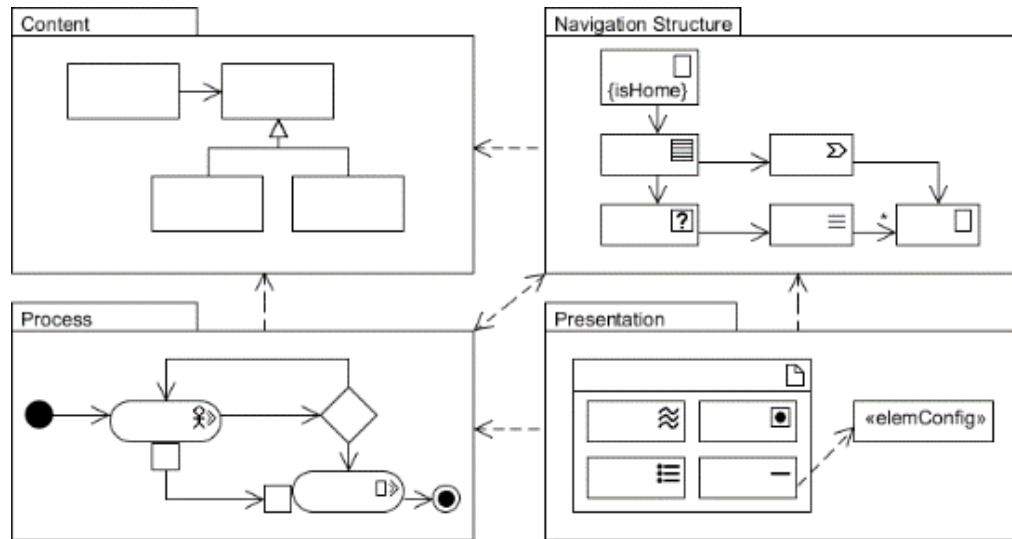 Content
Navigation Structure
{isHome}
?
*
Process
Presentation
«elemConfig»